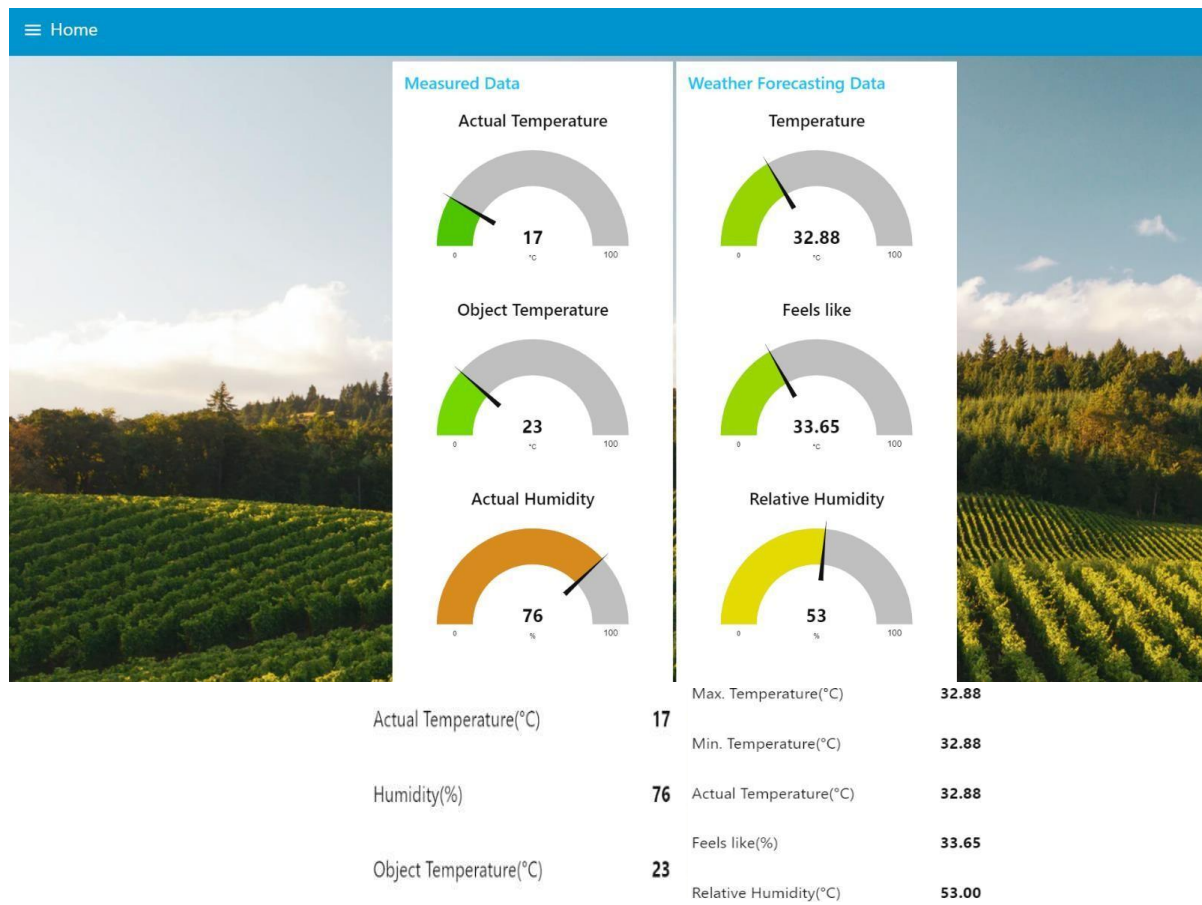 Home
Measured Data
Actual Temperature
17
°C
0
100
Object Temperature
23
°C
0
100
Actual Humidity
76
%
0
100
Weather Forecasting Data
Temperature
32.88
°C
0
100
Feels like
33.65
°C
0
100
Relative Humidity
53
%
0
100
Actual Temperature(°C) 17
Humidity(%) 76
Object Temperature(°C) 23
Max. Temperature(°C) 32.88
Min. Temperature(°C) 32.88
Actual Temperature(°C) 32.88
Feels like(%) 33.65
Relative Humidity(°C) 53.00